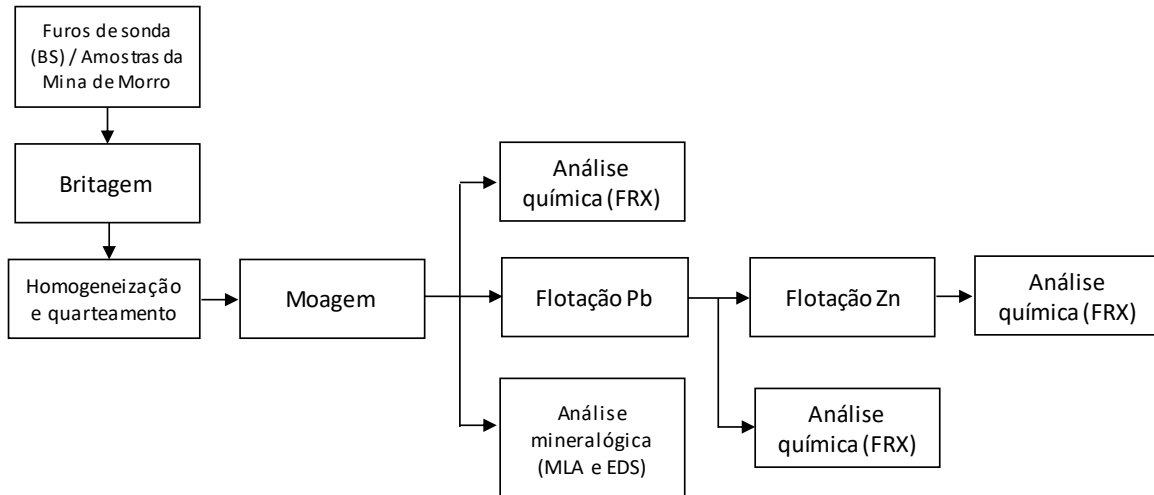 Furos de sonda
(BS) / Amostras da
Mina de Morro
Britagem
Homogeneização
e quarteamento
Moagem
Análise
química (FRX)
Flotação Pb
Análise
mineralógica
(MLA e EDS)
Flotação Zn
Análise
química (FRX)
Análise
química (FRX)